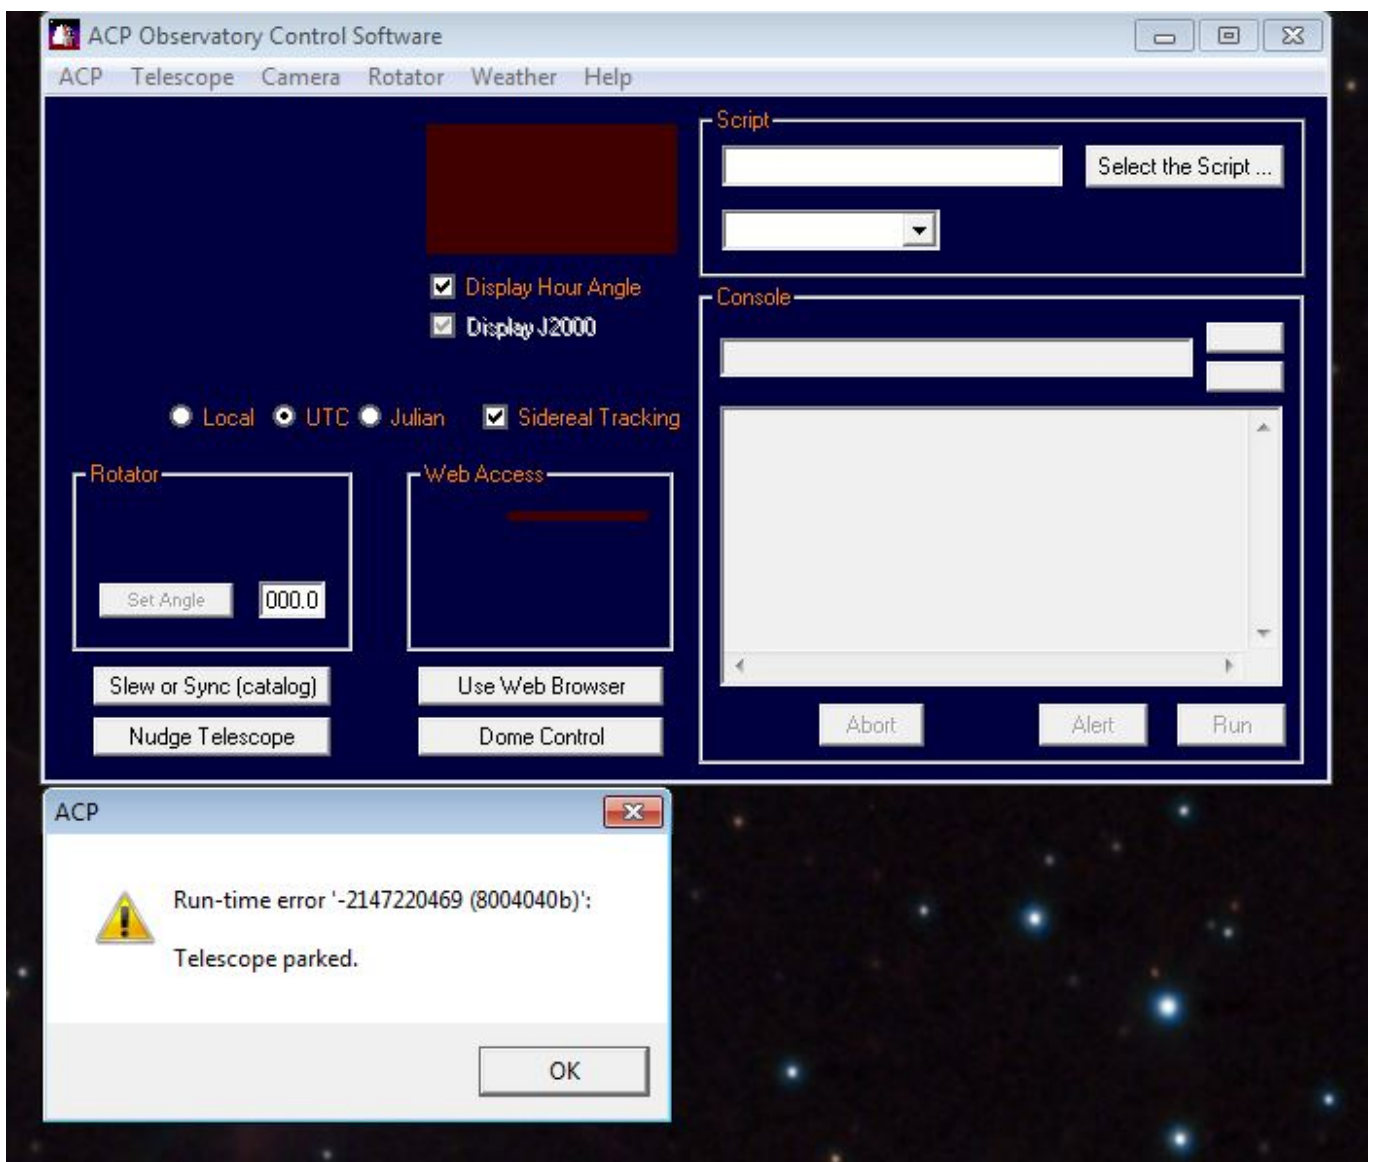 ACP Observatory Control Software
ACP Telescope Camera Rotator Weather Help
Script
Select the Script ...
Display Hour Angle
Display J2000
Console
Local UTC Julian Sidereal Tracking
Rotator
Web Access
Set Angle 000.0
Slew or Sync (catalog)
Use Web Browser
Nudge Telescope
Dome Control
Abort Alert Run
ACP
Run-time error '-2147220469 (8004040b)':
Telescope parked.
OK